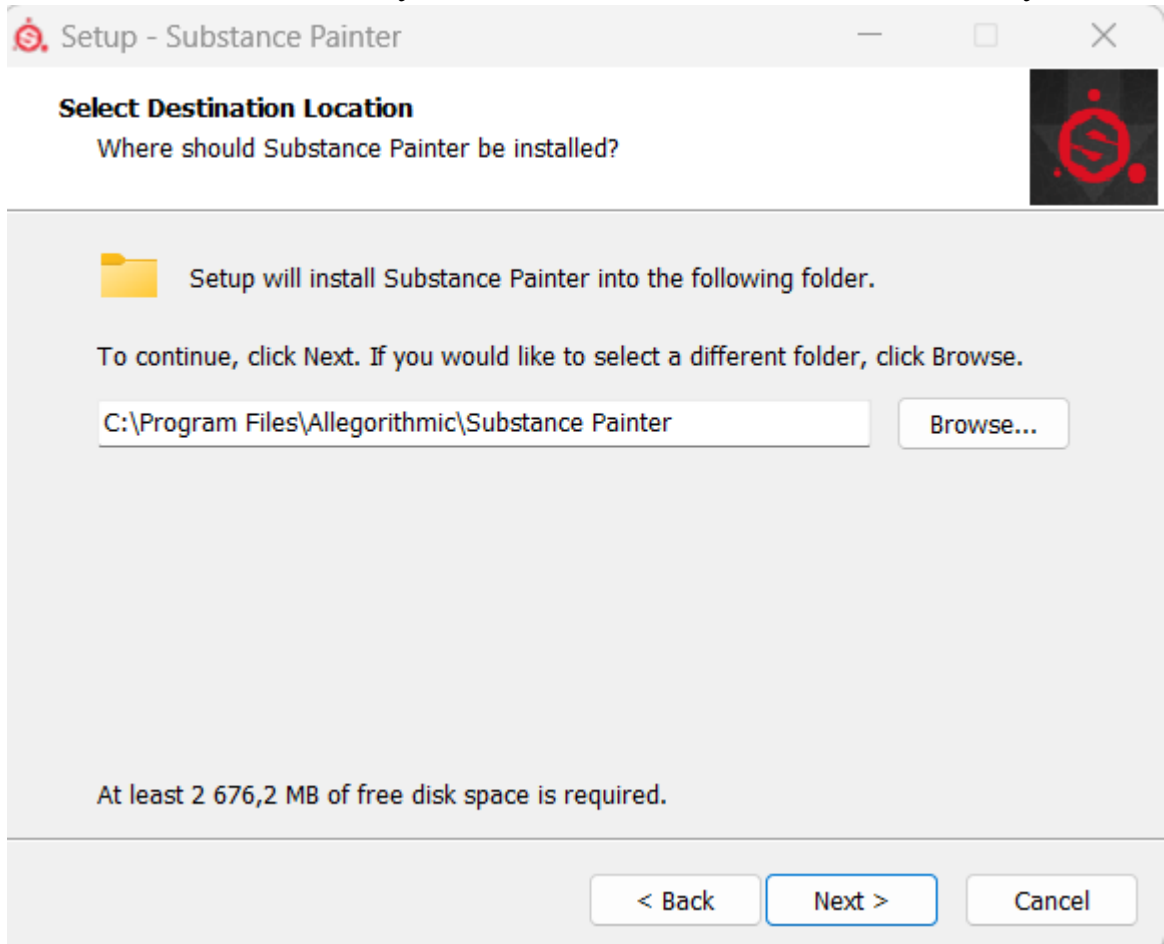 Setup - Substance Painter
Select Destination Location
Where should Substance Painter be installed?
Setup will install Substance Painter into the following folder.
To continue, click Next. If you would like to select a different folder, click Browse.
C:\Program Files\Allegorithmic\Substance Painter
Browse...
At least 2 676,2 MB of free disk space is required.
< Back
Next >
Cancel